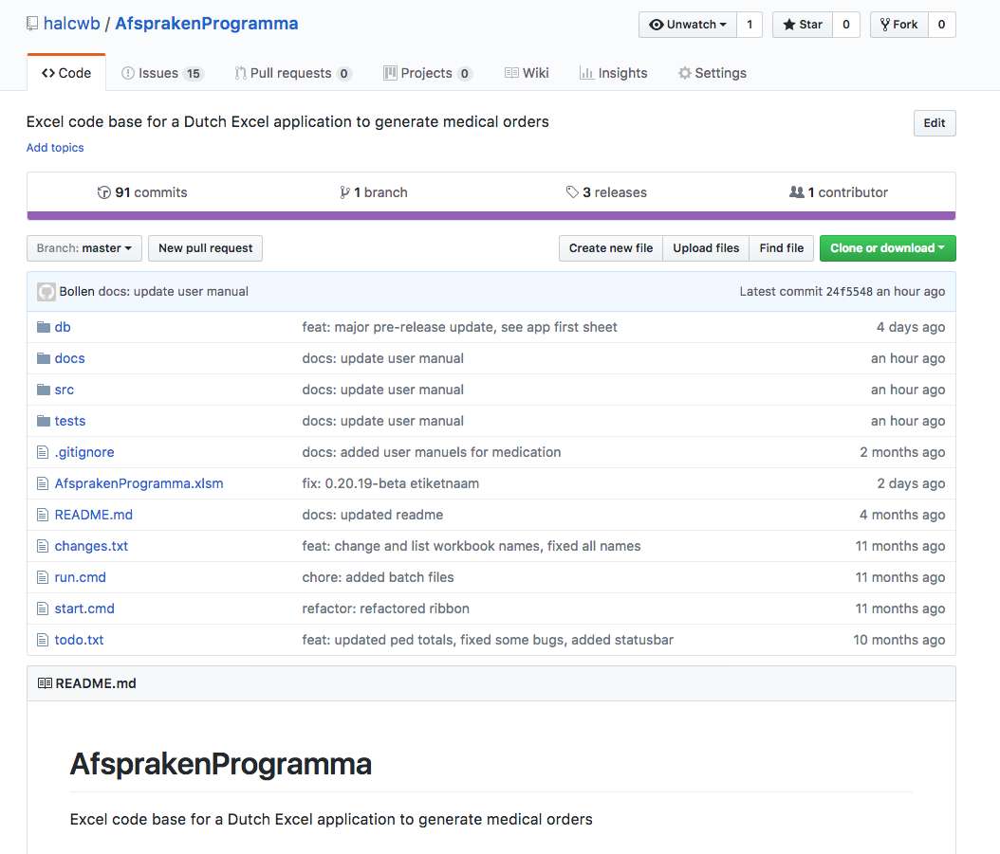 halcwb / AfsprakenProgramma Unwatch 1 Star 0 Fork 0
Code Issues 15 Pull requests 0 Projects 0 Wiki Insights Settings
Excel code base for a Dutch Excel application to generate medical orders Edit
Add topics
91 commits 1 branch 3 releases 1 contributor
Branch: master New pull request Create new file Upload files Find file Clone or download
Bollen docs: update user manual Latest commit 24f5548 an hour ago
db feat: major pre-release update, see app first sheet 4 days ago
docs docs: update user manual an hour ago
src docs: update user manual an hour ago
tests docs: update user manual an hour ago
.gitignore docs: added user manuels for medication 2 months ago
AfsprakenProgramma.xlsm fix: 0.20.19-beta etiketnaam 2 days ago
README.md docs: updated readme 4 months ago
changes.txt feat: change and list workbook names, fixed all names 11 months ago
run.cmd chore: added batch files 11 months ago
start.cmd refactor: refactored ribbon 11 months ago
todo.txt feat: updated ped totals, fixed some bugs, added statusbar 10 months ago
README.md
AfsprakenProgramma
Excel code base for a Dutch Excel application to generate medical orders